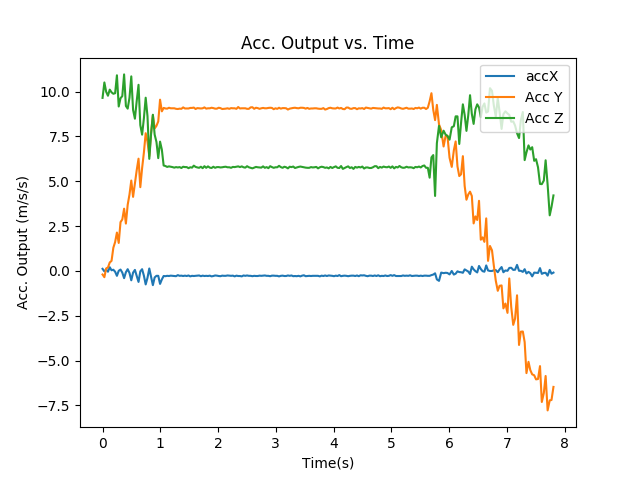 Acc. Output vs. Time
accX
Acc Y
Acc Z
Acc. Output (m/s/s)
10.0
7.5
5.0
2.5
0.0
−2.5
−5.0
−7.5
0 1 2 3 4 5 6 7 8
Time(s)